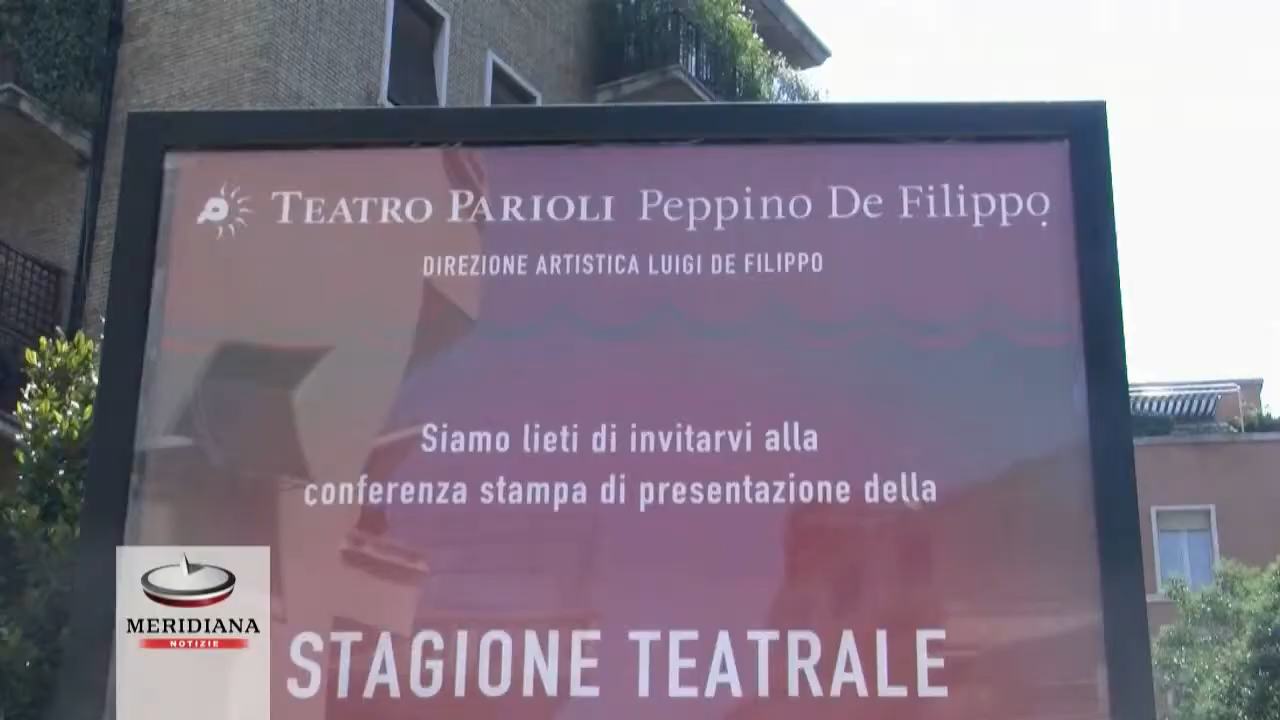 TEATRO PARIOLI Peppino De Filippo
DIREZIONE ARTISTICA LUIGI DE FILIPPO
Siamo lieti di invitarvi alla
conferenza stampa di presentazione della
STAGIONE TEATRALE
MERIDIANA
NOTIZIE